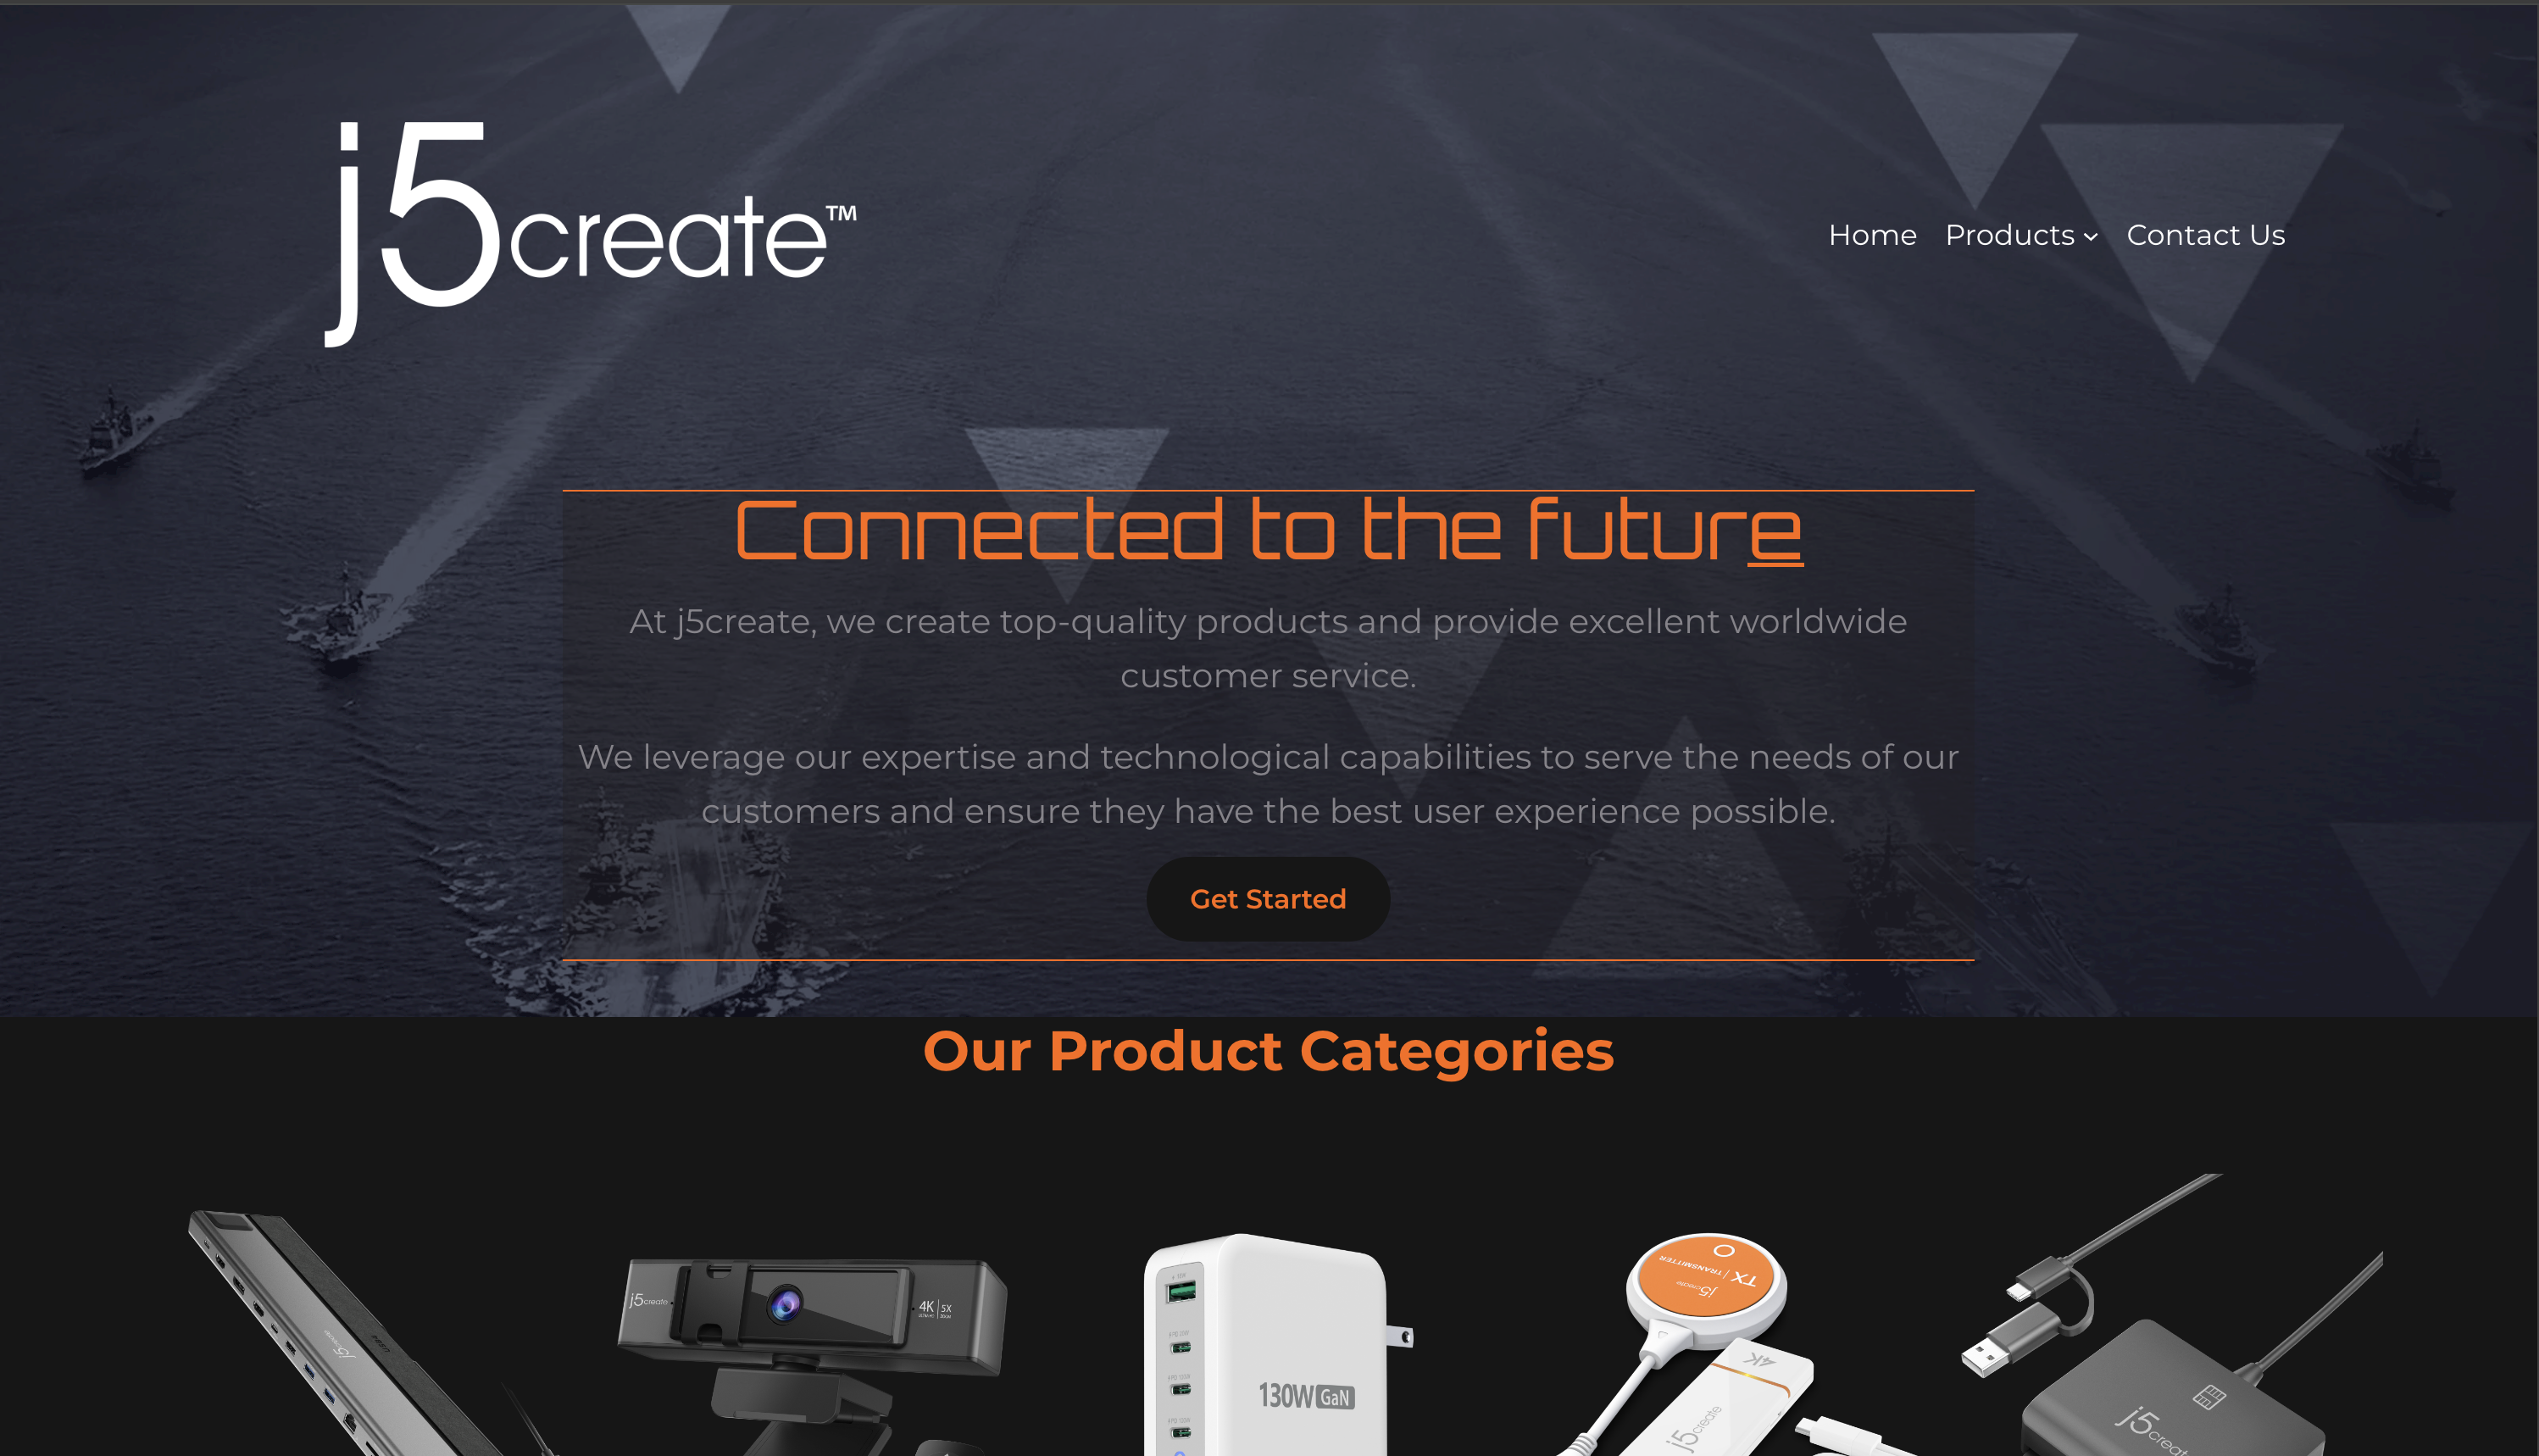 j5create™
Home Products Contact Us
Connected to the future
At j5create, we create top-quality products and provide excellent worldwide
customer service.
We leverage our expertise and technological capabilities to serve the needs of our
customers and ensure they have the best user experience possible.
Get Started
Our Product Categories
j5create
j5create
4K 5X
130W GaN
TX TRANSMITTER
j5create
4K
j5create
j5create